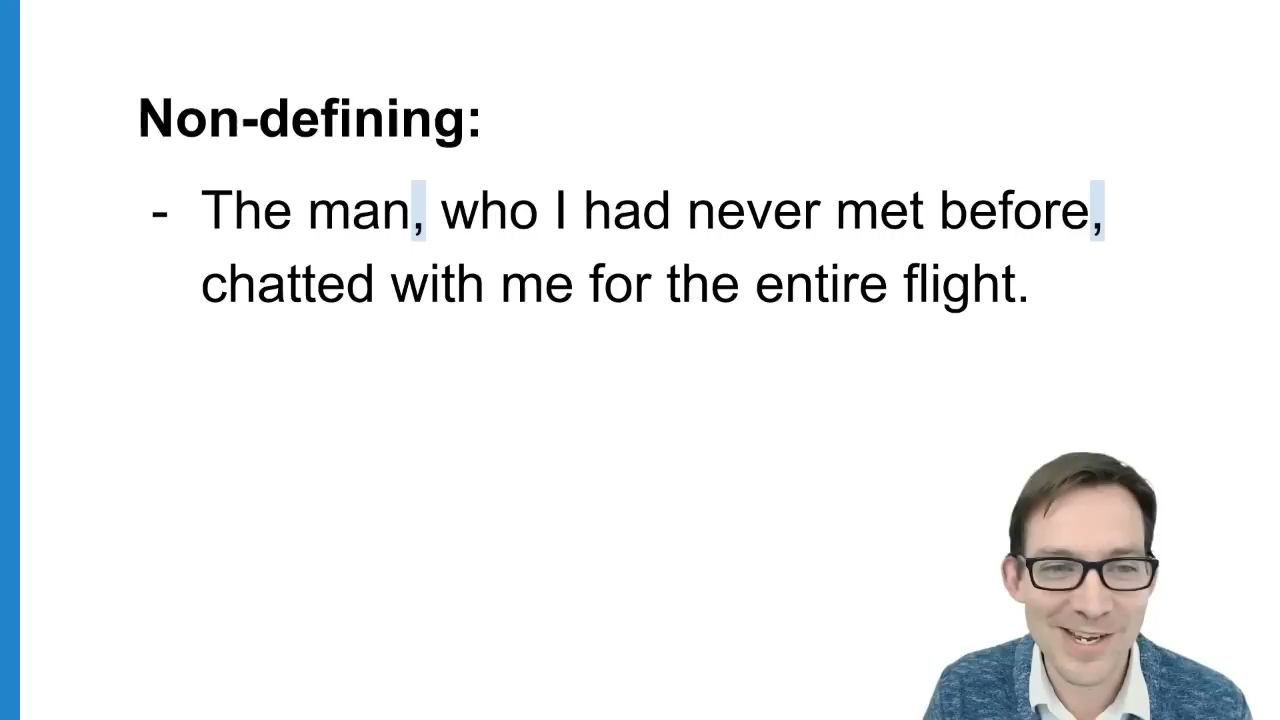 Non-defining:
- The man, who I had never met before,
chatted with me for the entire flight.